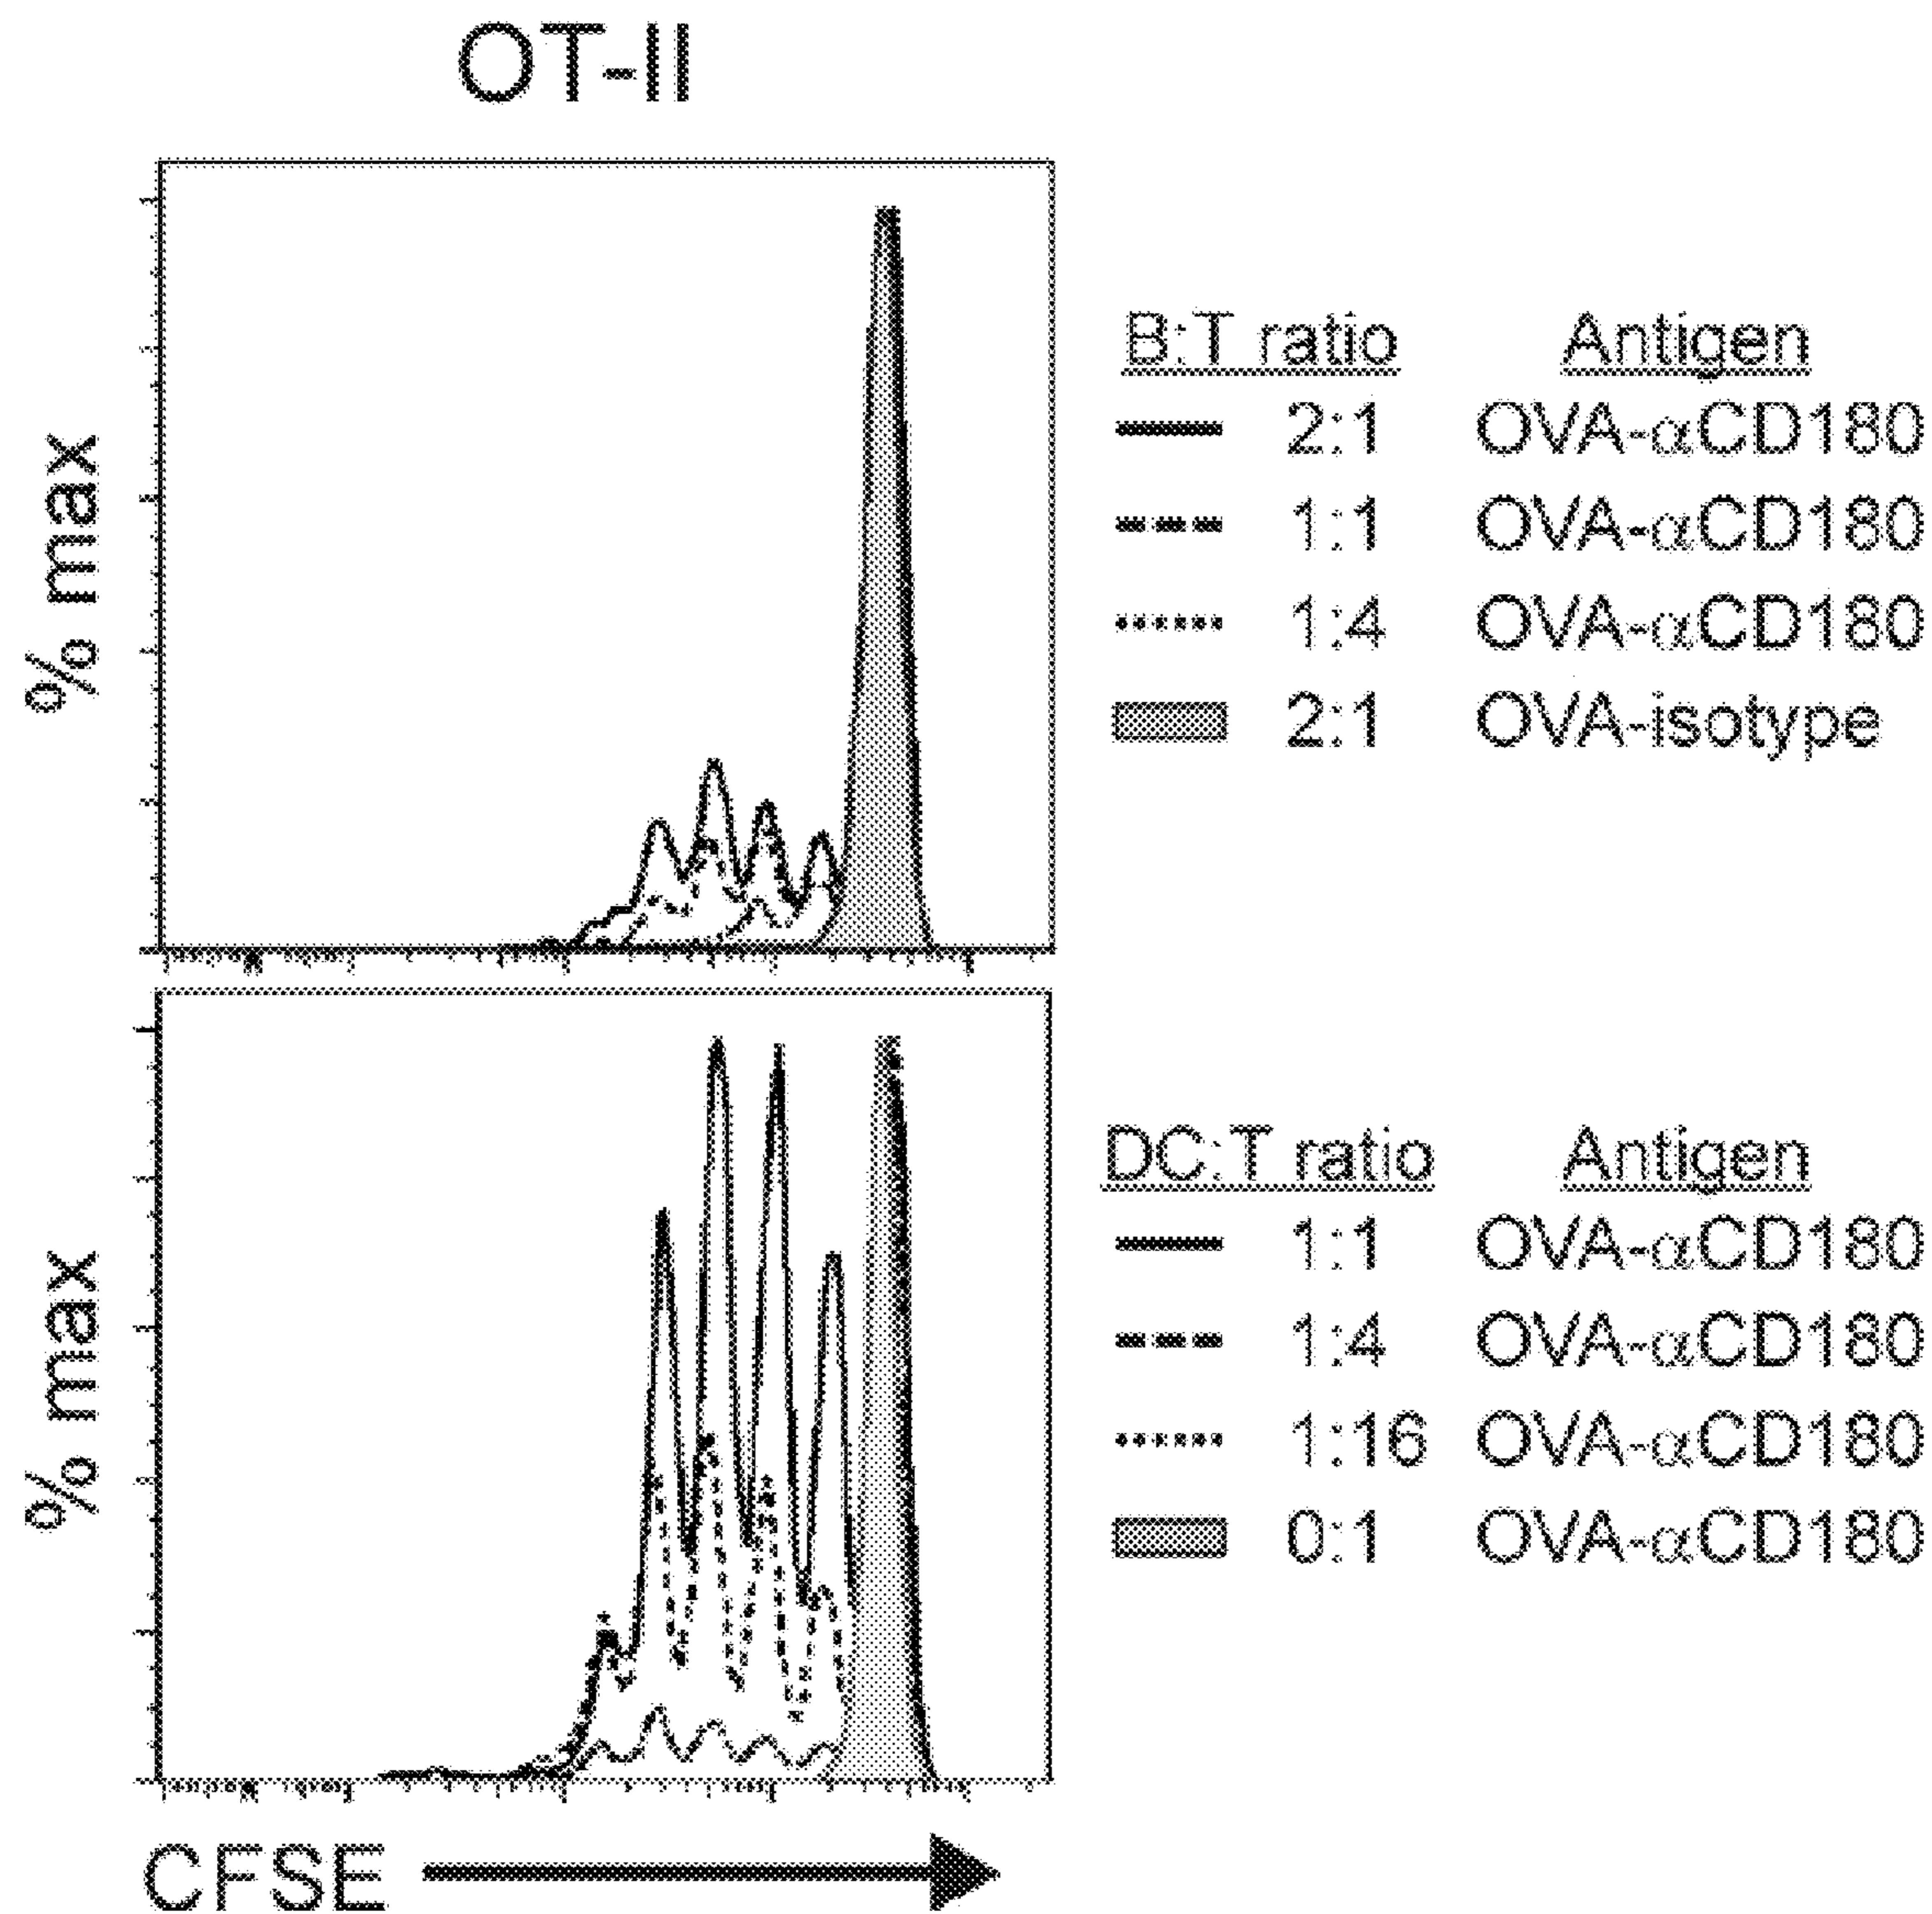 OT-II
% max
B:T ratio Antigen
2:1 OVA-αCD180
1:1 OVA-αCD180
1:4 OVA-αCD180
2:1 OVA-isotype
% max
DC:T ratio Antigen
1:1 OVA-αCD180
1:4 OVA-αCD180
1:16 OVA-αCD180
0:1 OVA-αCD180
CFSE